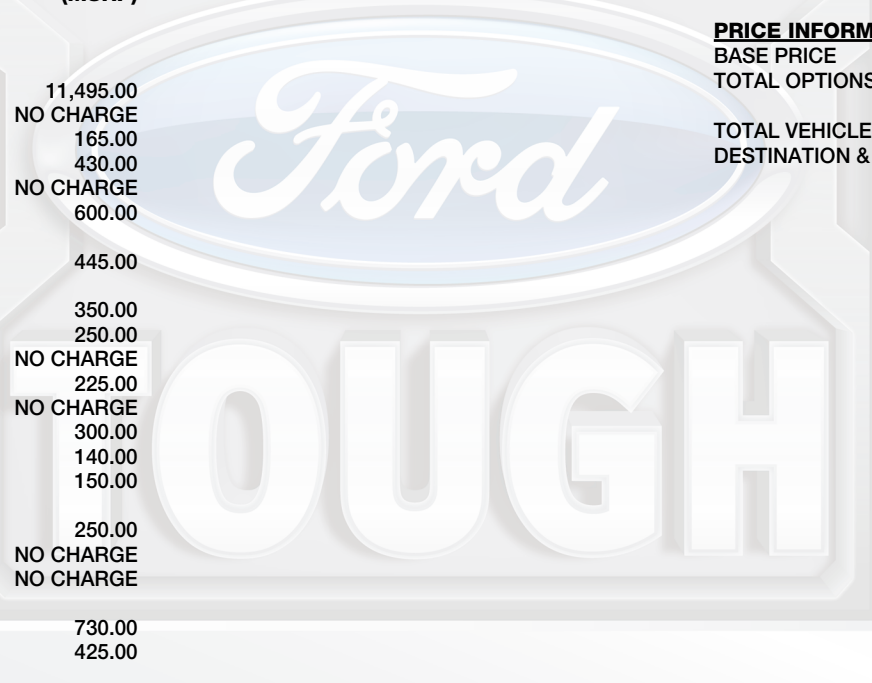 (MSRP)
PRICE INFORM
BASE PRICE
TOTAL OPTIONS
TOTAL VEHICLE
DESTINATION &
11,495.00
NO CHARGE
165.00
430.00
NO CHARGE
600.00
445.00
350.00
250.00
NO CHARGE
225.00
NO CHARGE
300.00
140.00
150.00
250.00
NO CHARGE
NO CHARGE
730.00
425.00
Ford
TOUGH